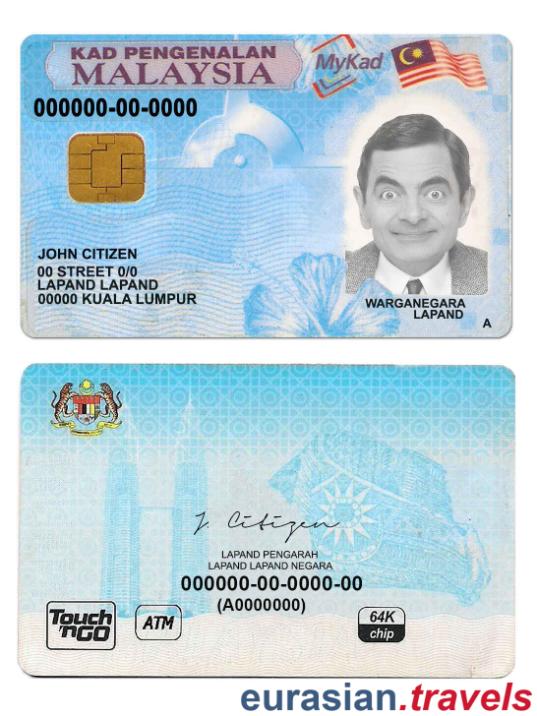 KAD PENGENALAN
MALAYSIA
MyKad
000000-00-0000
JOHN CITIZEN
00 STREET 0/0
LAPAND LAPAND
00000 KUALA LUMPUR
WARGANEGARA
LAPAND
A
J. Citizen
LAPAND PENGARAH
LAPAND LAPAND NEGARA
000000-00-0000-00
(A0000000)
Touch
'nGO
ATM
64K
chip
eurasian.travels